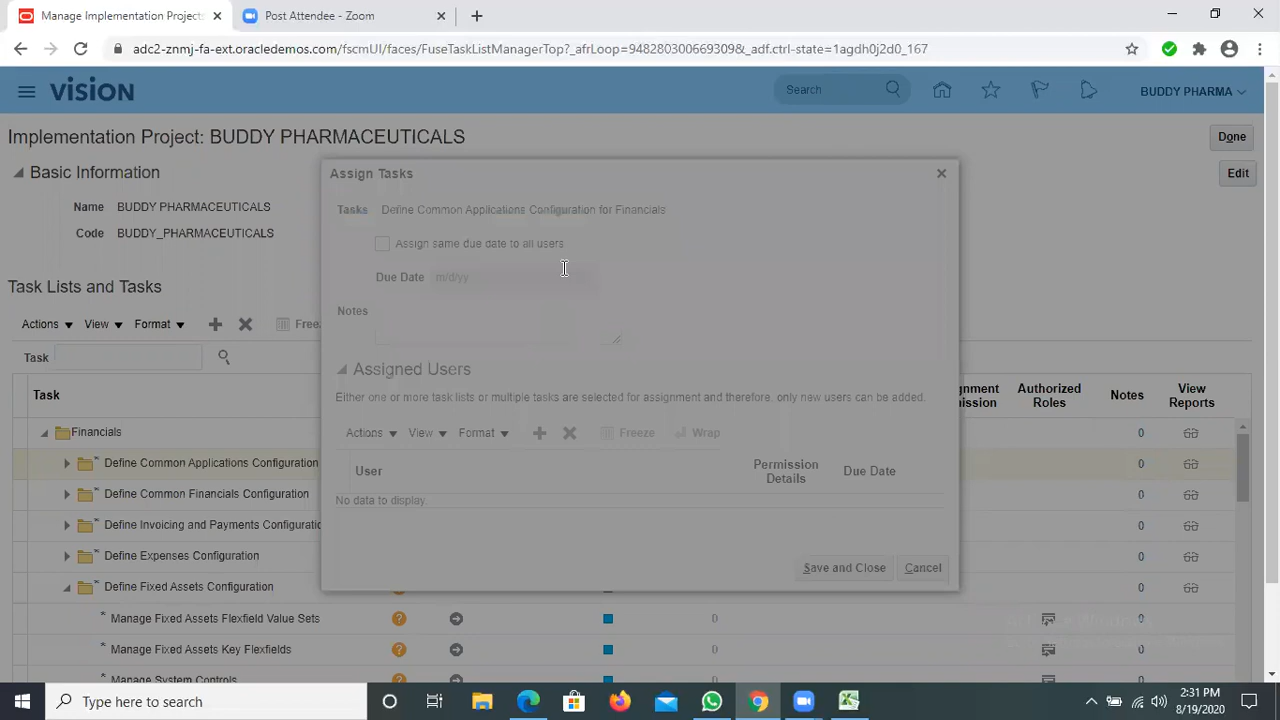 Manage Implementation Project:
Post Attendee - Zoom
adc2-znmj-fa-ext.oracledemos.com/fscmUI/faces/FuseTaskListManagerTop?_afrLoop=9482803006669309&_adf.ctrl-state=1agdh0j2d0_167
VISION
Search
BUDDY PHARMA
Implementation Project: BUDDY PHARMACEUTICALS
Done
Basic Information
Edit
Name BUDDY PHARMACEUTICALS
Code BUDDY_PHARMACEUTICALS
Task Lists and Tasks
Actions View Format Freez
Task
Task
gnment
mission
Authorized
Roles
Notes
View
Reports
Financials 0
* Define Common Applications Configuration 0
* Define Common Financials Configuration 0
* Define Invoicing and Payments Configuratio 0
* Define Expenses Configuration 0
* Define Fixed Assets Configuration 0
* Manage Fixed Assets Flexfield Value Sets ? 0
* Manage Fixed Assets Key Flexfields ? 0
* Manage System Controls ? 0
Assign Tasks
Tasks Define Common Applications Configuration for Financials
Assign same due date to all users
Due Date m/d/yy
Notes
Assigned Users
Either one or more task lists or multiple tasks are selected for assignment and therefore, only new users can be added.
Actions View Format Freeze Wrap
User
Permission
Details
Due Date
No data to display.
Save and Close Cancel
Type here to search
2:31 PM
8/19/2020